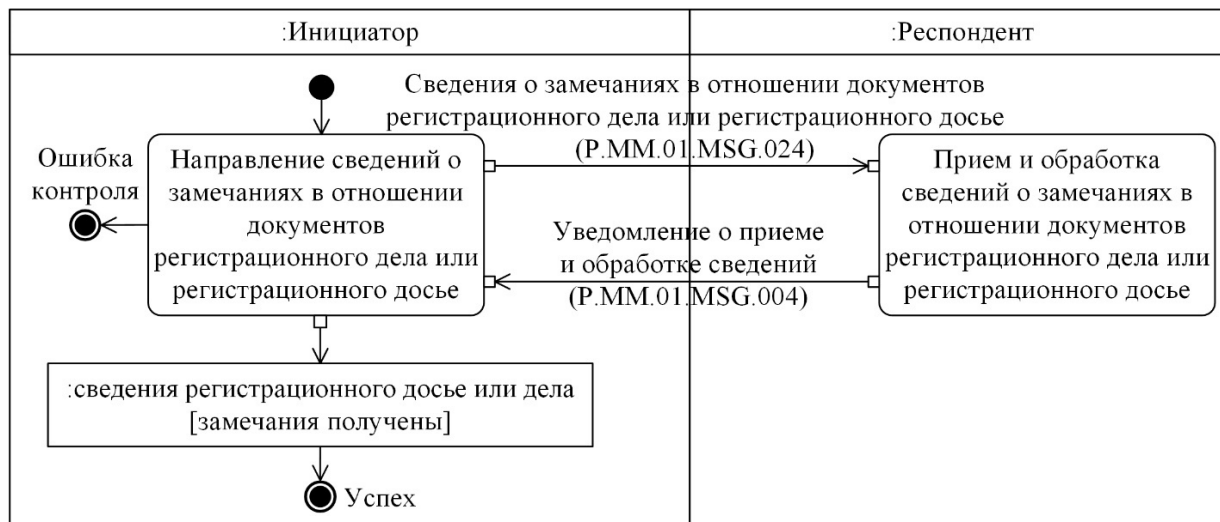 :Инициатор
:Респондент
Сведения о замечаниях в отношении документов
регистрационного дела или регистрационного досье
(P.MM.01.MSG.024)
Ошибка
контроля
Направление сведений о
замечаниях в отношении
документов
регистрационного дела или
регистрационного досье
Прием и обработка
сведений о замечаниях в
отношении документов
регистрационного дела или
регистрационного досье
Уведомление о приеме
и обработке сведений
(P.MM.01.MSG.004)
:сведения регистрационного досье или дела
[замечания получены]
Успех